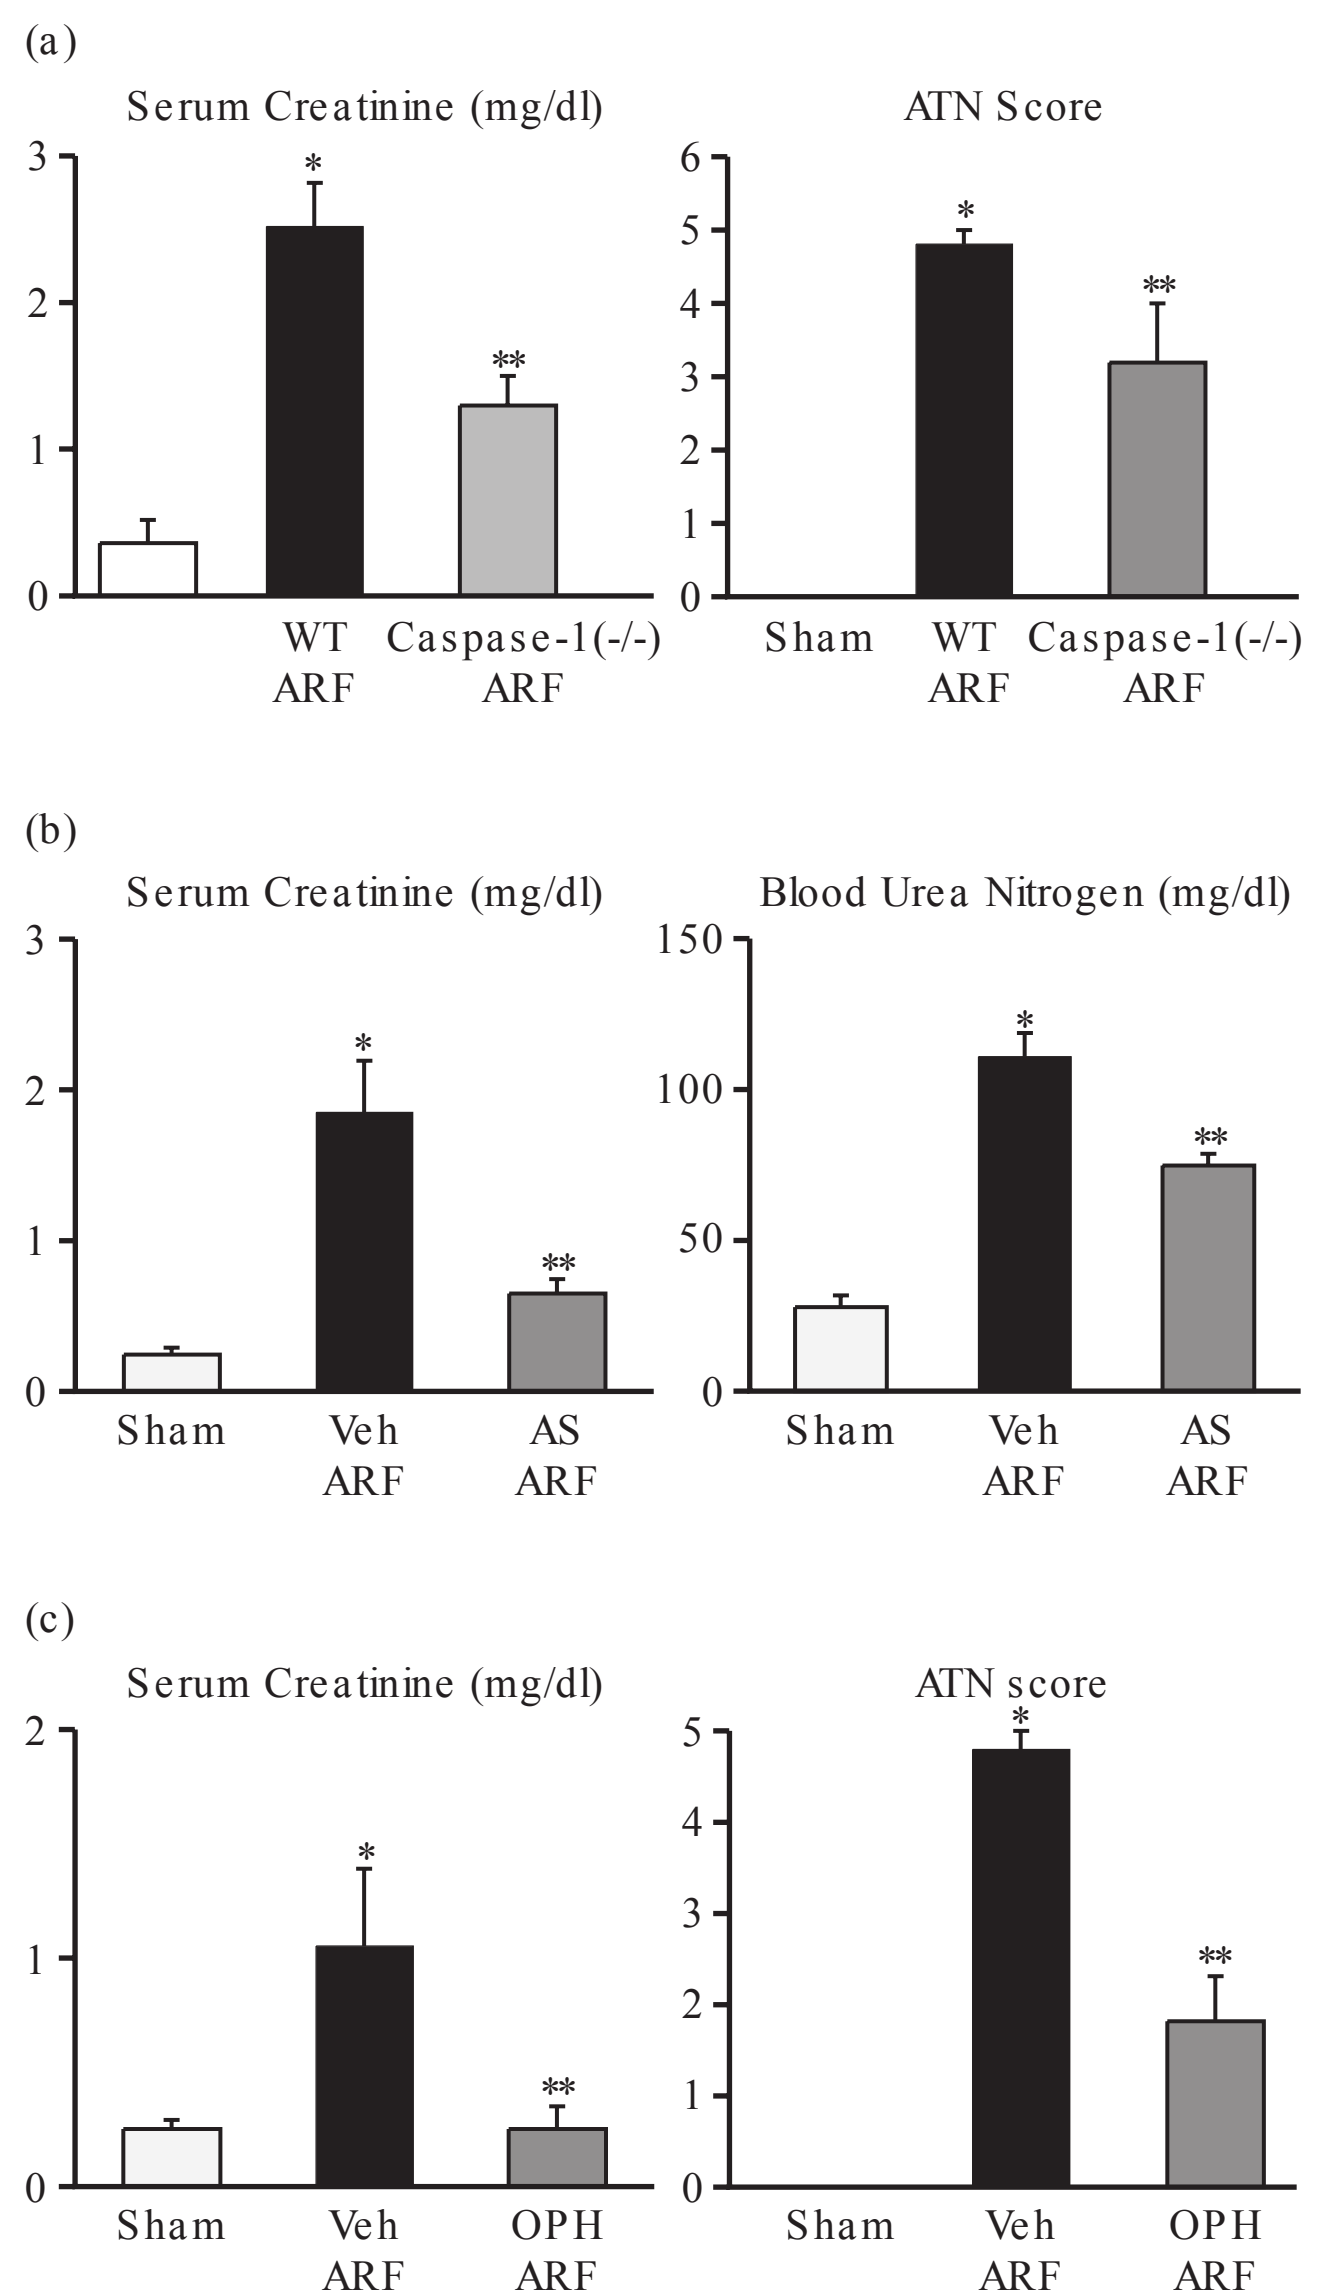 (a)
Serum Creatinine (mg/dl)
3
2
1
0
*
**
WT
ARF
Caspase-1(-/-)
ARF
ATN Score
6
5
4
3
2
1
0
*
**
Sham
WT
ARF
Caspase-1(-/-)
ARF
(b)
Serum Creatinine (mg/dl)
3
2
1
0
*
**
Sham
Veh
ARF
AS
ARF
Blood Urea Nitrogen (mg/dl)
150
100
50
0
*
**
Sham
Veh
ARF
AS
ARF
(c)
Serum Creatinine (mg/dl)
2
1
0
*
**
Sham
Veh
ARF
OPH
ARF
ATN score
5
4
3
2
1
0
*
**
Sham
Veh
ARF
OPH
ARF